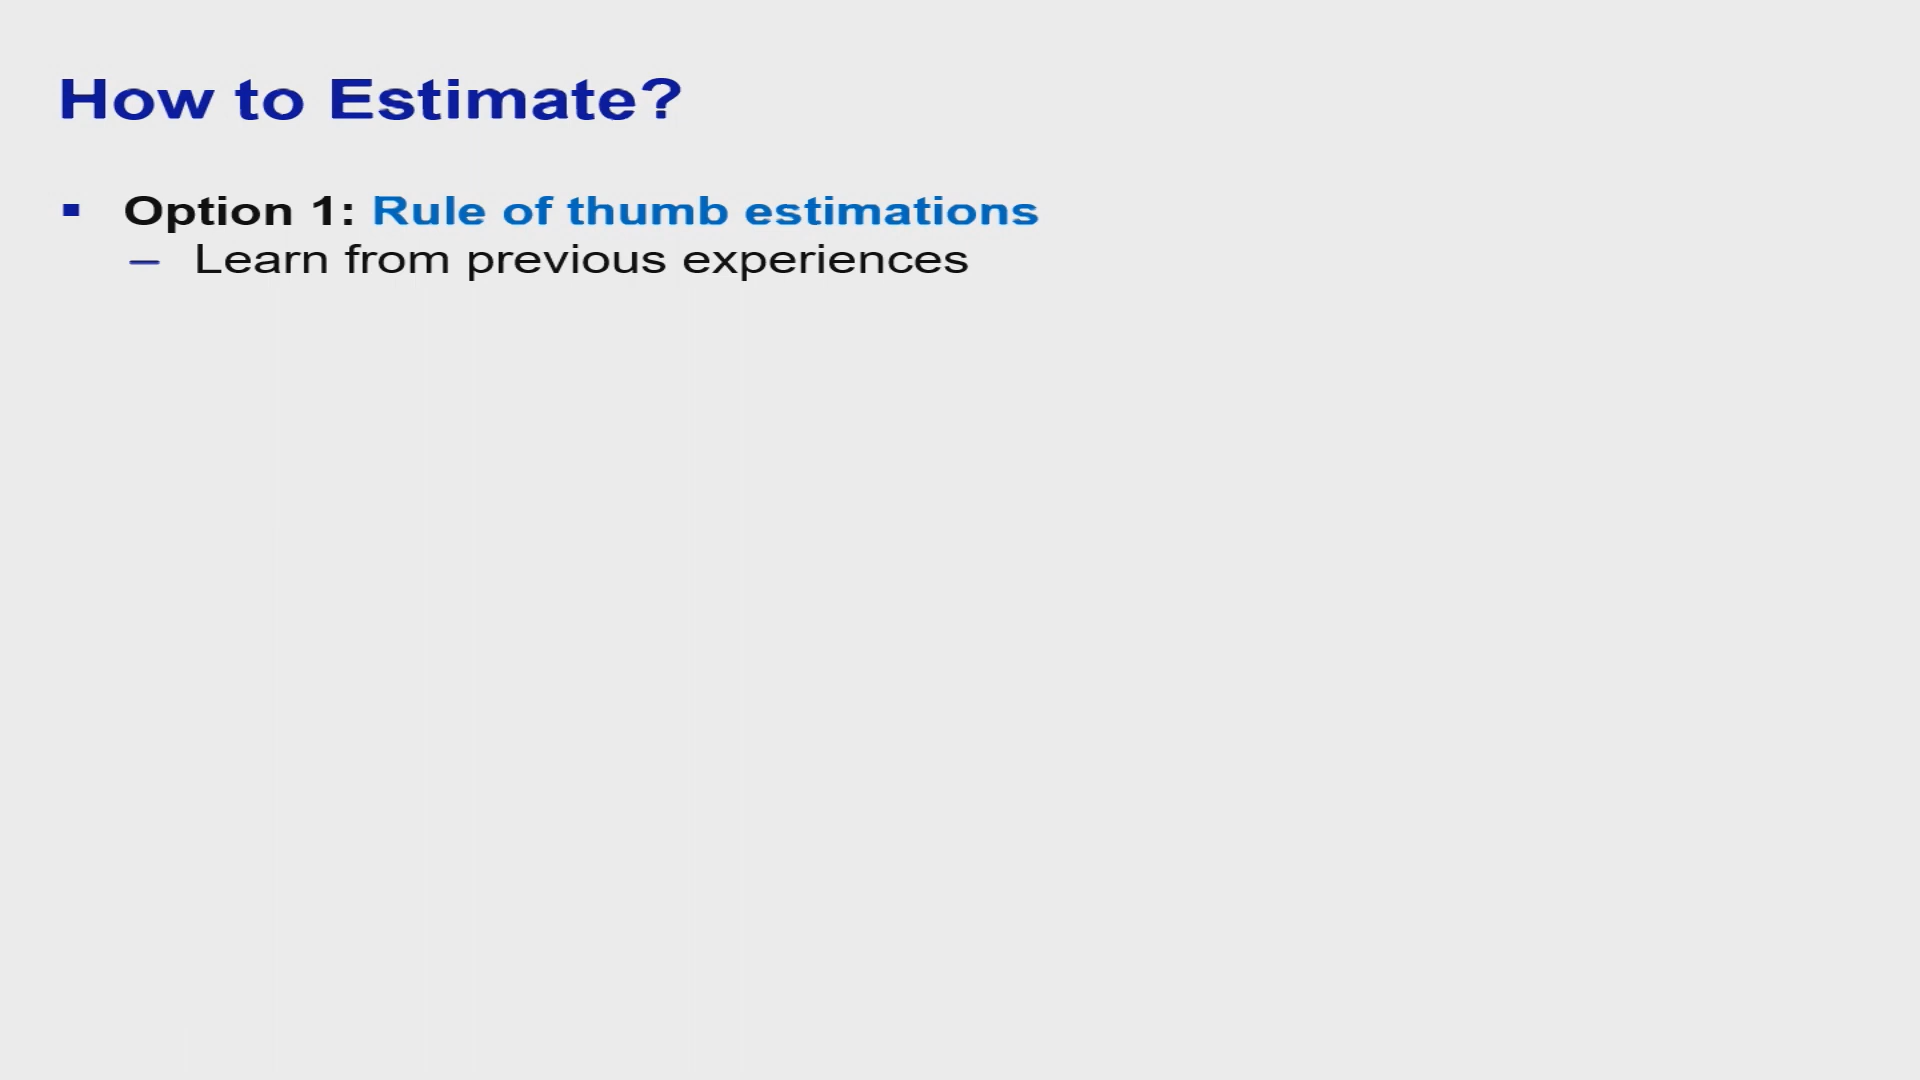 How to Estimate?
▪ Option 1: Rule of thumb estimations
– Learn from previous experiences